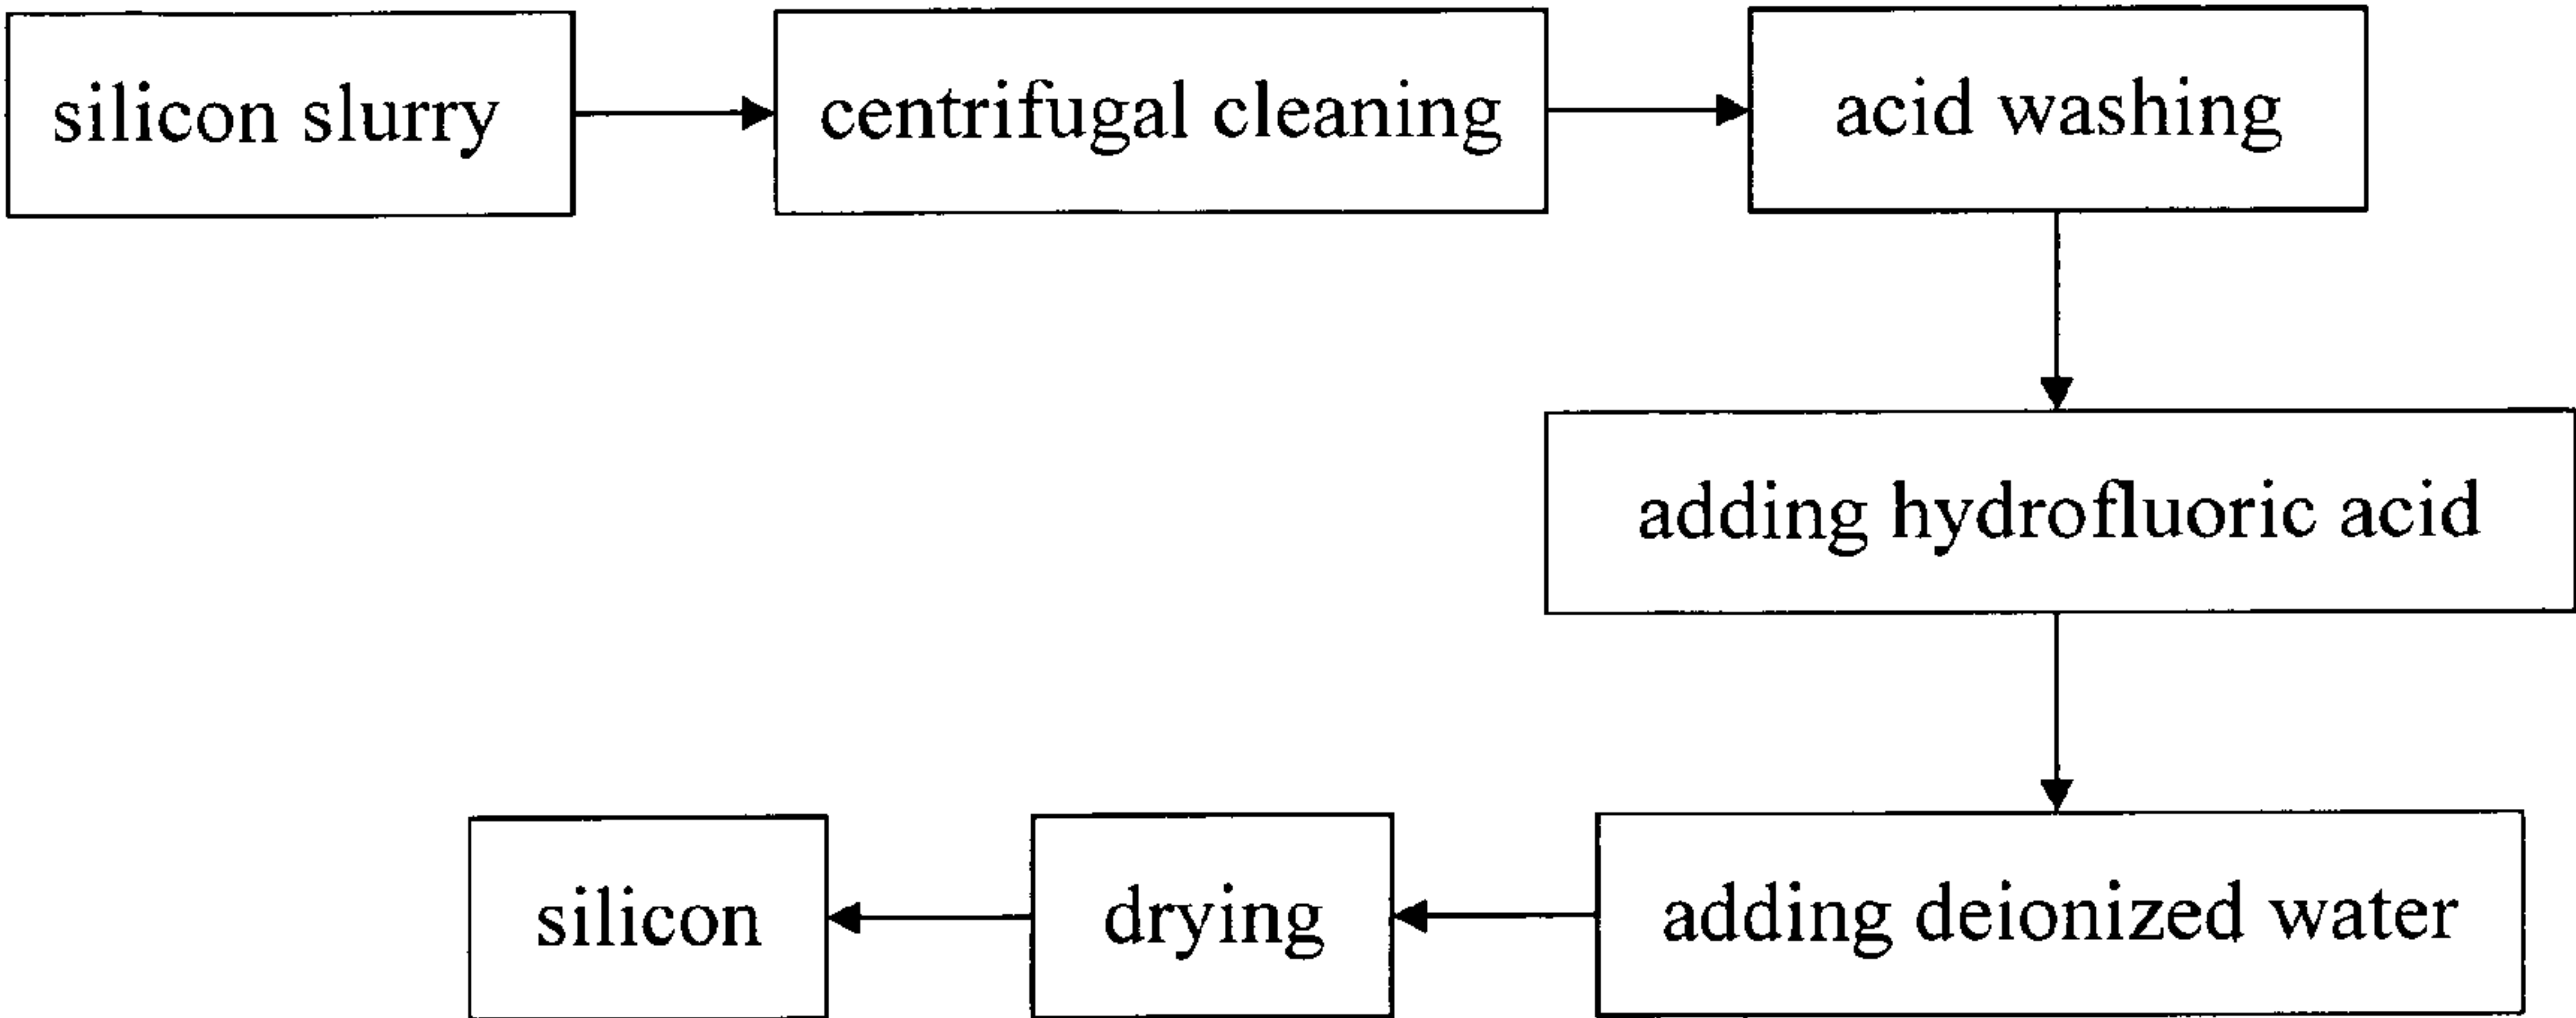 silicon slurry
centrifugal cleaning
acid washing
adding hydrofluoric acid
adding deionized water
drying
silicon